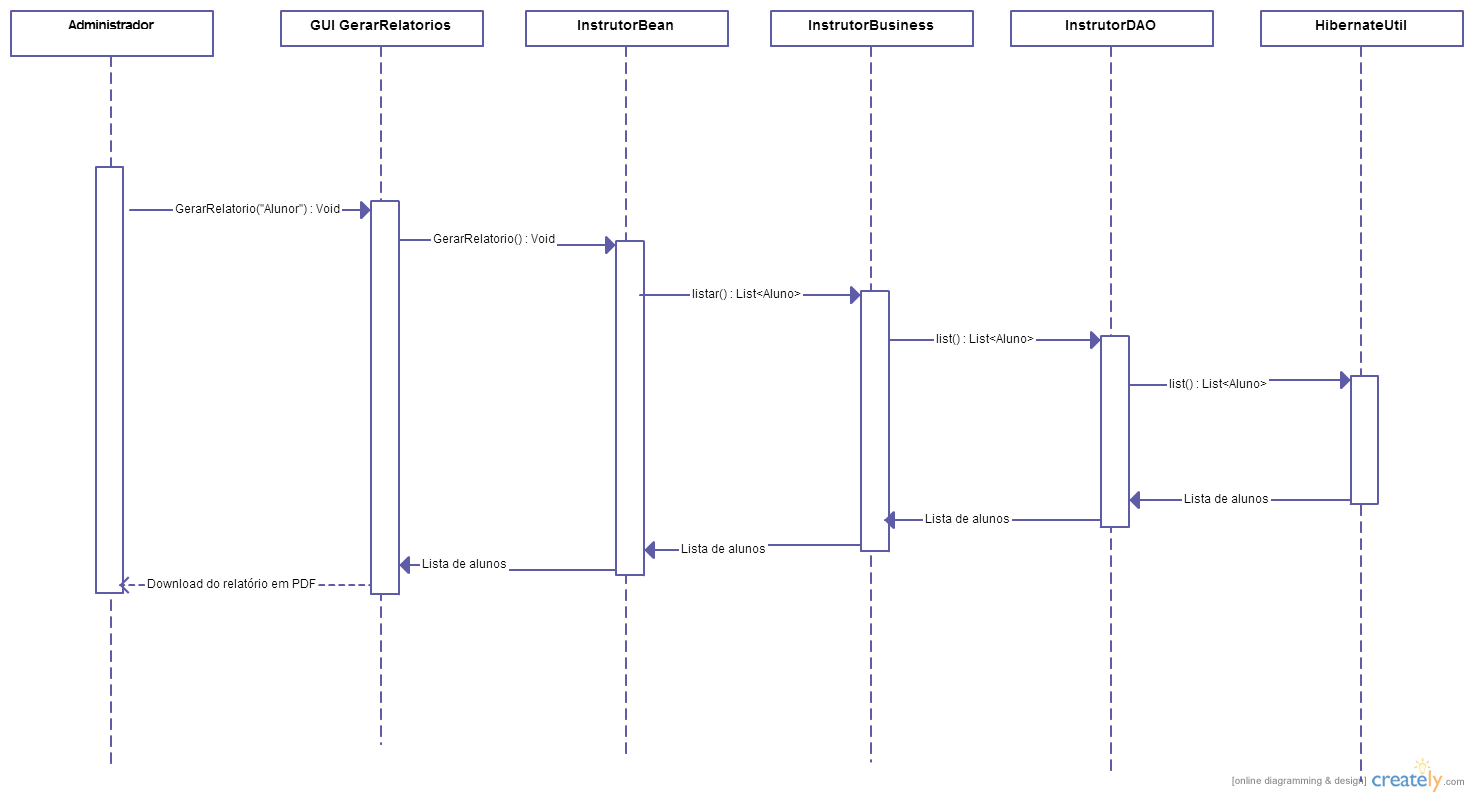 Administrador
GUI GerarRelatorios
InstrutorBean
InstrutorBusiness
InstrutorDAO
HibernateUtil
GerarRelatorio("Alunor") : Void
GerarRelatorio() : Void
listar() : List<Aluno>
list() : List<Aluno>
list() : List<Aluno>
Lista de alunos
Lista de alunos
Lista de alunos
Lista de alunos
Download do relatório em PDF
[online diagramming & design] creately.com